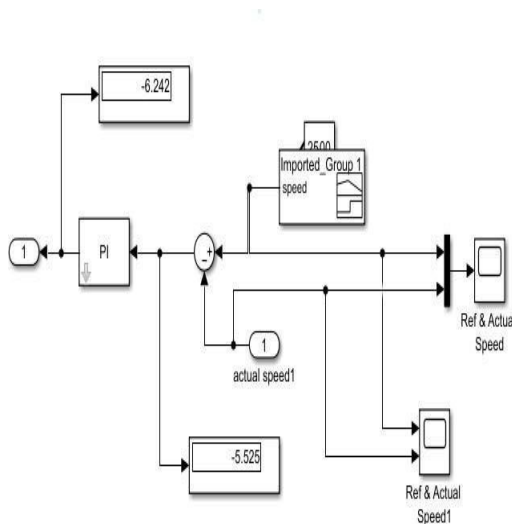 -6.242
2500
Imported_Group 1
speed
1
PI
- +
Ref & Actual
Speed
1
actual speed1
-5.525
Ref & Actual
Speed1